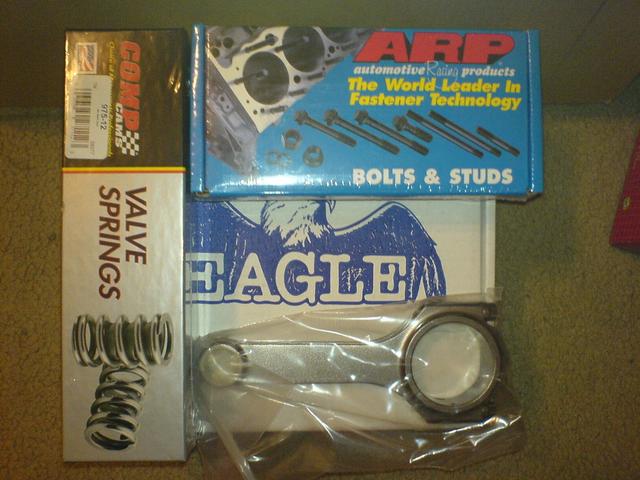 COMP
CAMS
975-12
VALVE
SPRINGS
ARP
automotive Racing products
The World Leader In
Fastener Technology
BOLTS & STUDS
EAGLE